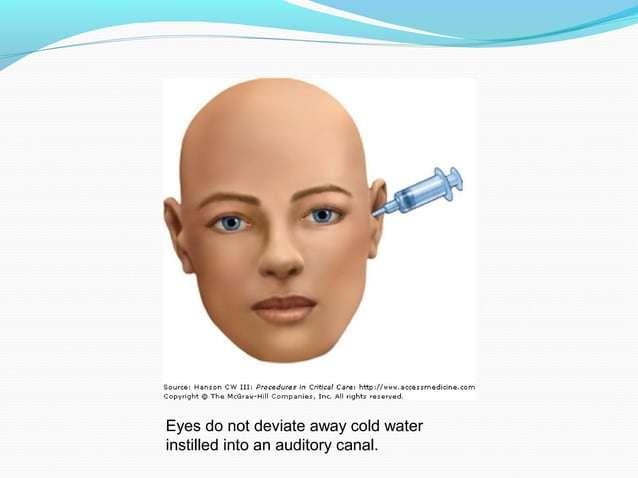 Source: Hanson CW III: Procedures in Critical Care: http://www.accessmedicine.com
Copyright © The McGraw-Hill Companies, Inc. All rights reserved.
Eyes do not deviate away cold water
instilled into an auditory canal.